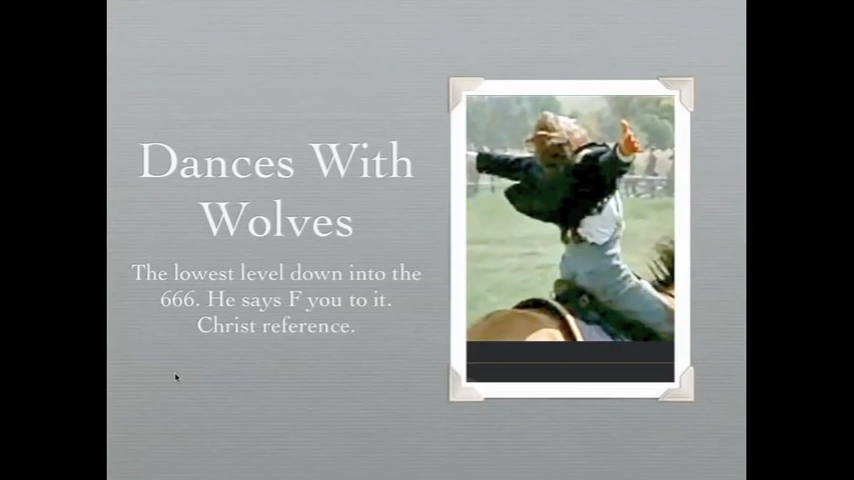 Dances With
Wolves
The lowest level down into the
666. He says F you to it.
Christ reference.